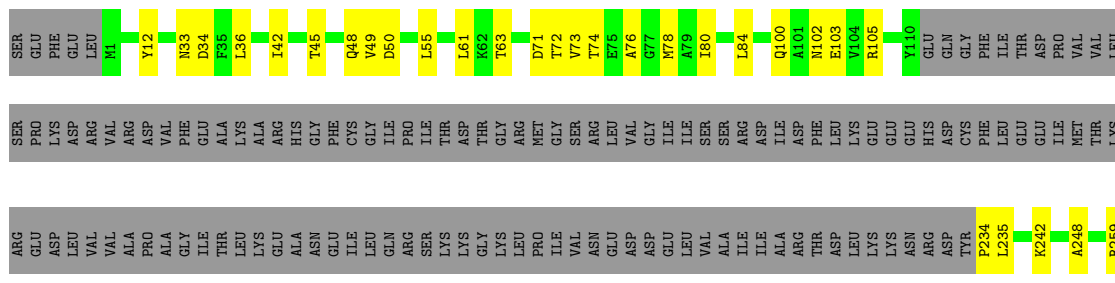 SER GLU PHE GLU LEU M1 Y12 N33 D34 F35 L36 I42 T45 Q48 V49 D50 L55 L61 K62 T63 D71 T72 V73 T74 E75 A76 G77 M78 A79 I80 L84 Q100 A101 N102 E103 V104 R105 Y110 GLU GLN GLY PHE ILE THR ASP PRO VAL VAL LEU
SER PRO LYS ASP ARG VAL ARG ASP VAL PHE GLU ALA LYS ALA ARG HIS GLY PHE CYS GLY ILE PRO ILE THR ASP THR GLY ARG MET GLY SER ARG LEU VAL GLY ILE ILE SER SER ARG ASP ILE ASP PHE LEU LYS GLU GLU GLU HIS ASP CYS PHE LEU GLU GLU ILE MET THR LYS
ARG GLU ASP LEU VAL VAL ALA PRO ALA GLY ILE THR LEU LYS GLU ALA ASN GLU ILE LEU GLN ARG SER LYS LYS GLY LYS LEU PRO ILE VAL ASN GLU ASP ASP GLU LEU VAL ALA ILE ILE ALA ARG THR ASP LEU LYS LYS ASN ARG ASP TYR P234 L235 K242 A248